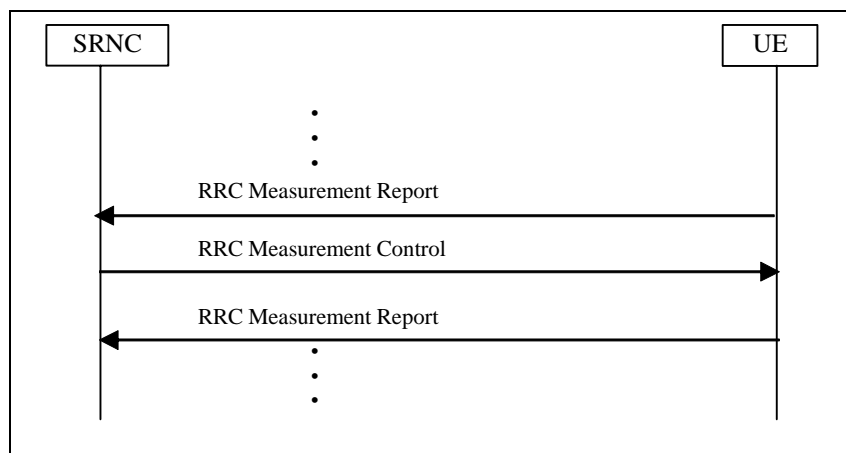 SRNC
UE
RRC Measurement Report
RRC Measurement Control
RRC Measurement Report